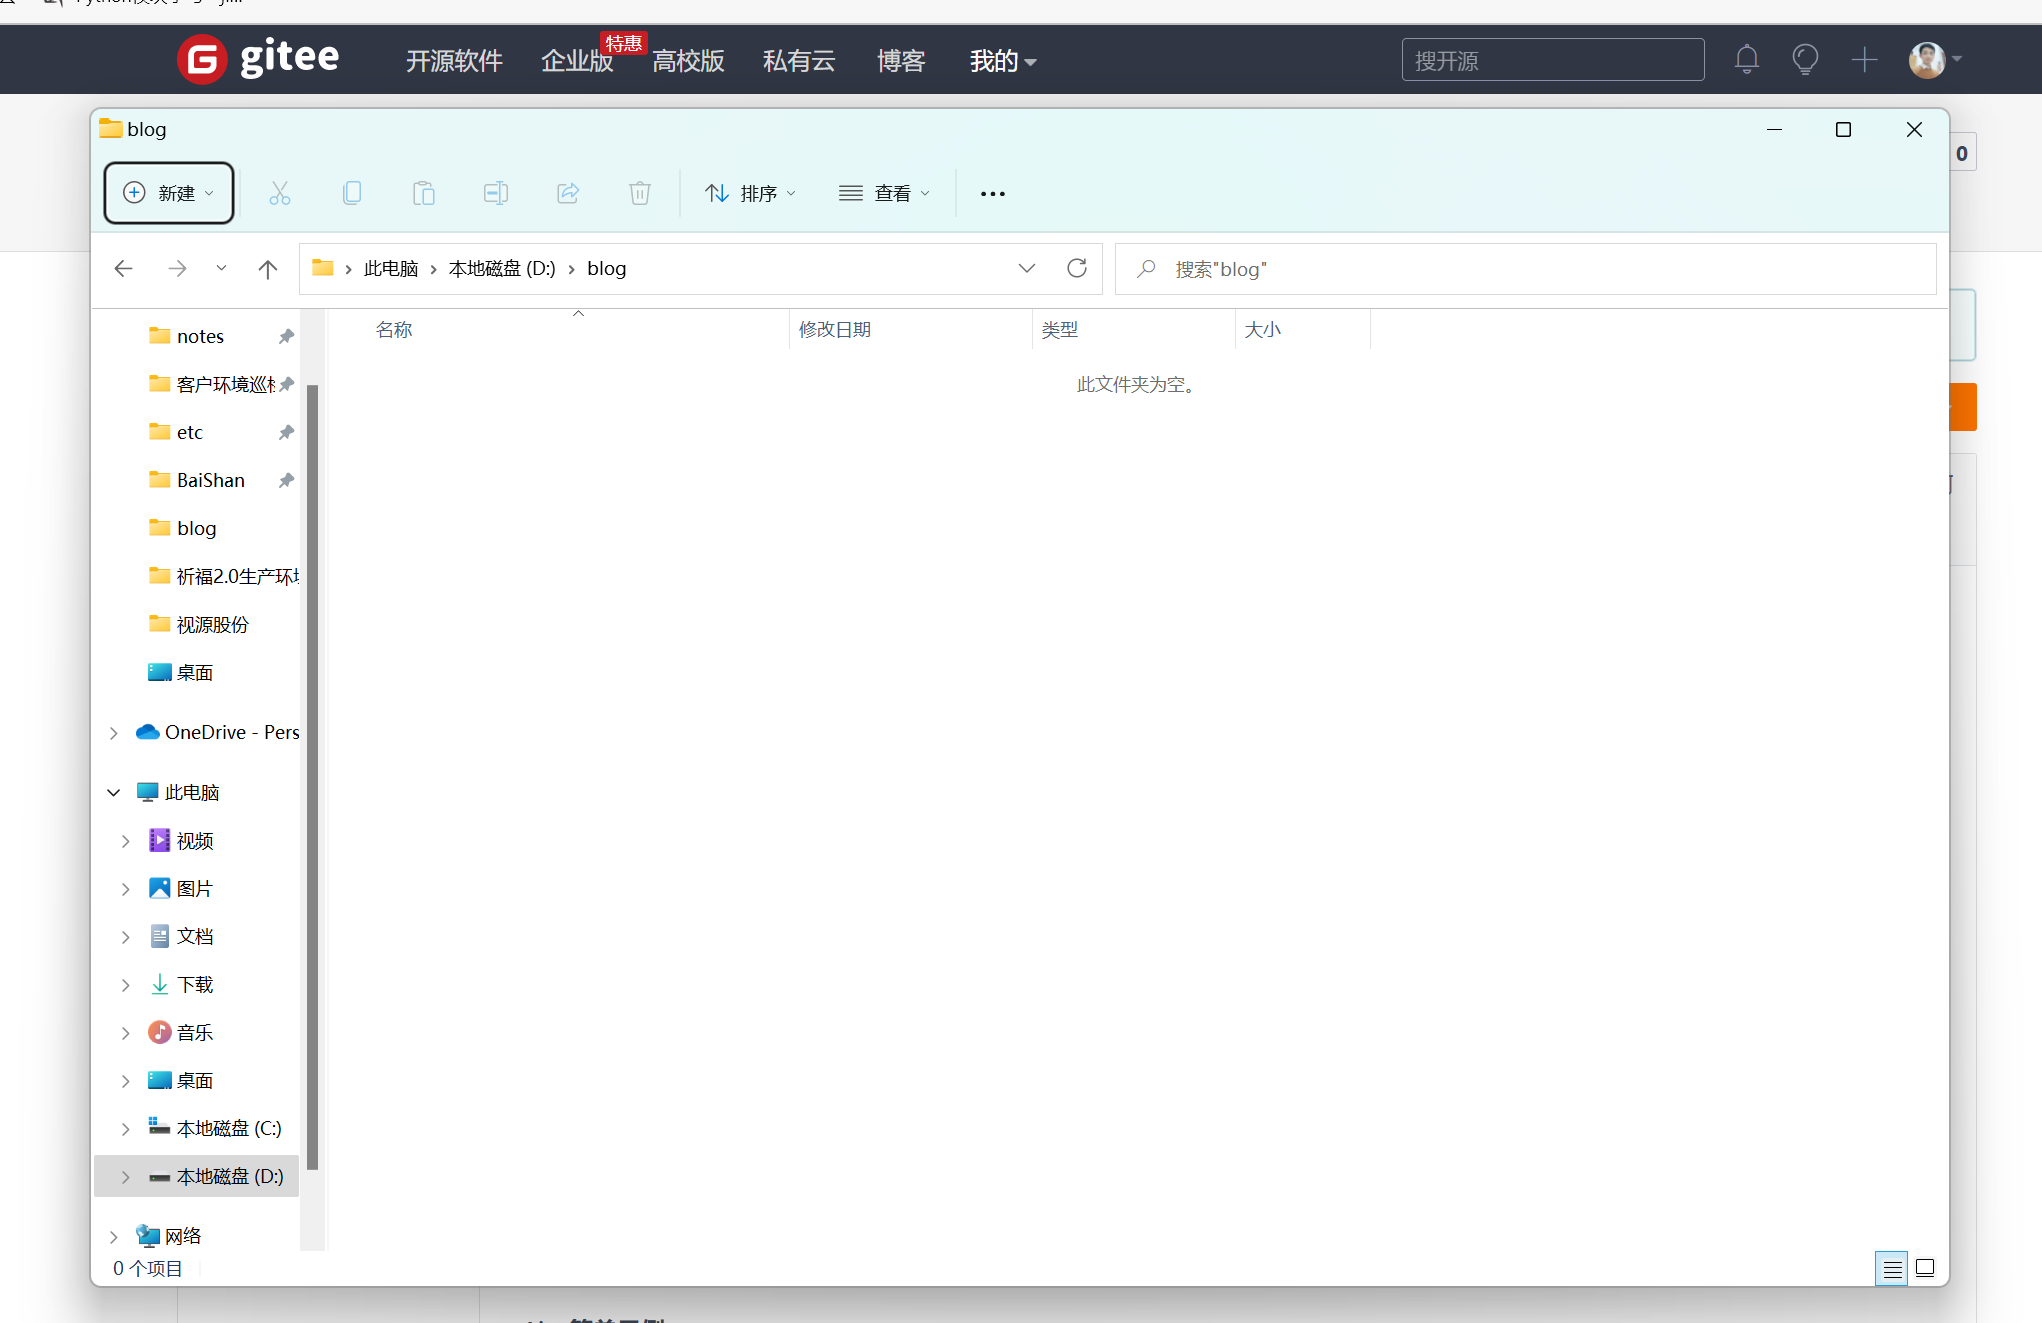 gitee 开源软件 企业版 特惠 高校版 私有云 博客 我的 搜开源
blog
0
新建 排序 查看
此电脑 本地磁盘 (D:) blog 搜索"blog"
名称 修改日期 类型 大小
此文件夹为空。
notes
客户环境巡
etc
BaiShan
blog
祈福2.0生产环
视源股份
桌面
OneDrive - Pers
此电脑
视频
图片
文档
下载
音乐
桌面
本地磁盘 (C:)
本地磁盘 (D:)
网络
0 个项目